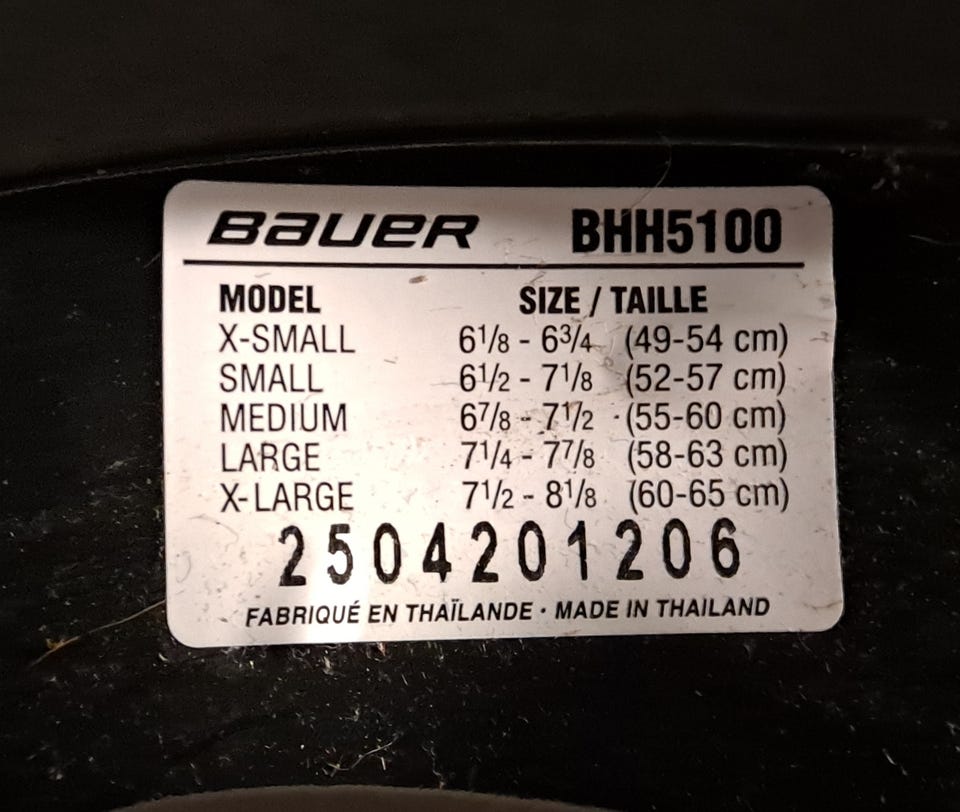 BAUER BHH5100
MODEL SIZE / TAILLE
X-SMALL 6 1/8 - 6 3/4 (49-54 cm)
SMALL 6 1/2 - 7 1/8 (52-57 cm)
MEDIUM 6 7/8 - 7 1/2 (55-60 cm)
LARGE 7 1/4 - 7 7/8 (58-63 cm)
X-LARGE 7 1/2 - 8 1/8 (60-65 cm)
2504201206
FABRIQUÉ EN THAÏLANDE · MADE IN THAILAND